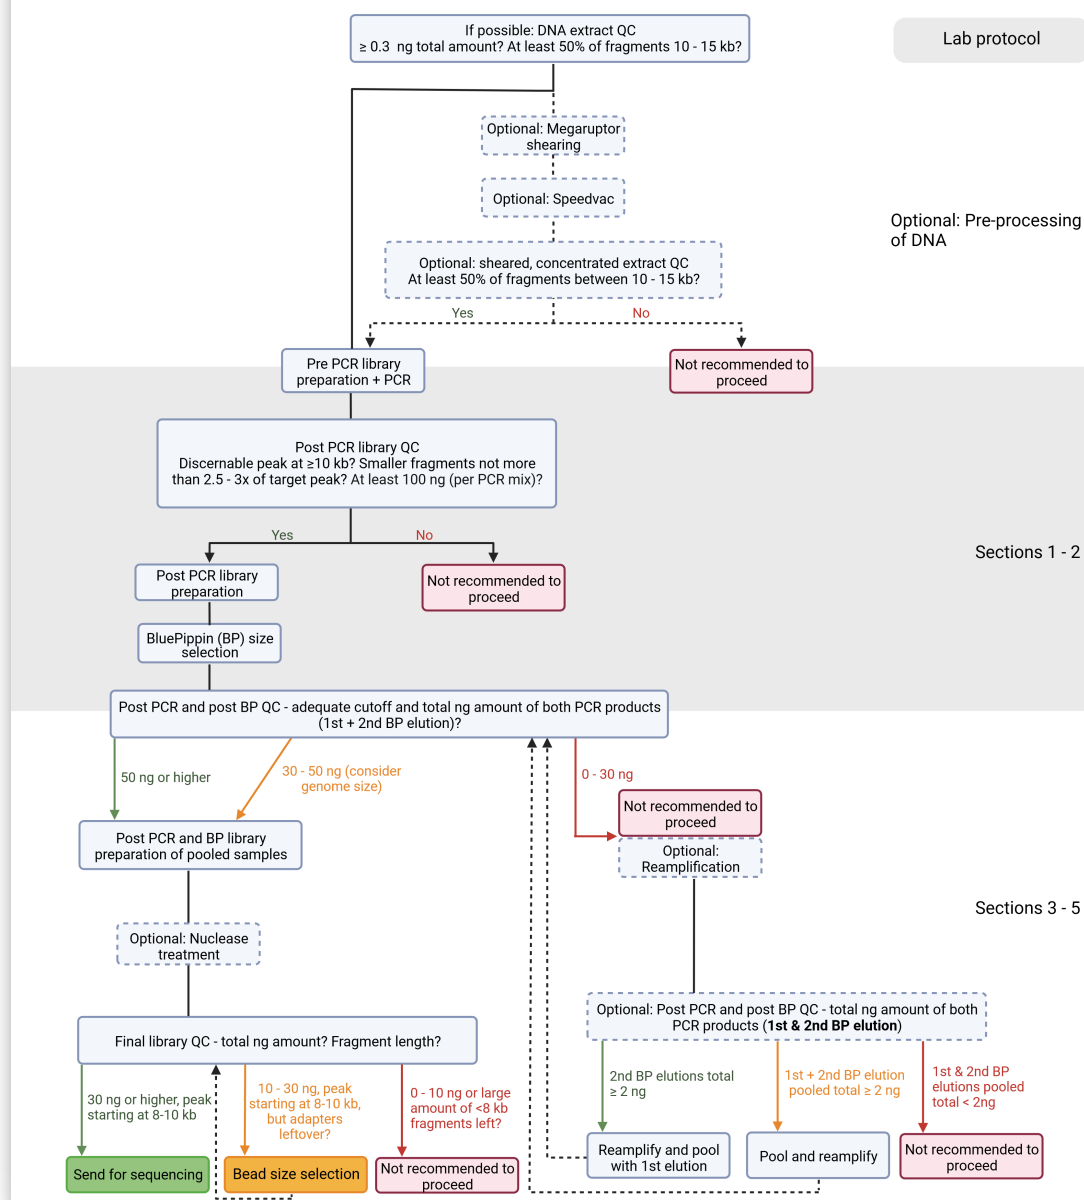 If possible: DNA extract QC
≥ 0.3 ng total amount? At least 50% of fragments 10 - 15 kb?
Lab protocol
Optional: Megaruptor
shearing
Optional: Speedvac
Optional: Pre-processing
of DNA
Optional: sheared, concentrated extract QC
At least 50% of fragments between 10 - 15 kb?
Yes
No
Pre PCR library
preparation + PCR
Not recommended to
proceed
Post PCR library QC
Discernable peak at ≥10 kb? Smaller fragments not more
than 2.5 - 3x of target peak? At least 100 ng (per PCR mix)?
Yes
No
Sections 1 - 2
Post PCR library
preparation
Not recommended to
proceed
BluePippin (BP) size
selection
Post PCR and post BP QC - adequate cutoff and total ng amount of both PCR products
(1st + 2nd BP elution)?
50 ng or higher
30 - 50 ng (consider
genome size)
0 - 30 ng
Not recommended to
proceed
Post PCR and BP library
preparation of pooled samples
Optional:
Reamplification
Sections 3 - 5
Optional: Nuclease
treatment
Optional: Post PCR and post BP QC - total ng amount of both
PCR products (1st & 2nd BP elution)
Final library QC - total ng amount? Fragment length?
30 ng or higher, peak
starting at 8-10 kb
10 - 30 ng, peak
starting at 8-10 kb,
but adapters
leftover?
0 - 10 ng or large
amount of <8 kb
fragments left?
2nd BP elutions total
≥ 2 ng
1st + 2nd BP elution
pooled total ≥ 2 ng
1st & 2nd BP
elutions pooled
total < 2ng
Send for sequencing
Bead size selection
Not recommended to
proceed
Reamplify and pool
with 1st elution
Pool and reamplify
Not recommended to
proceed